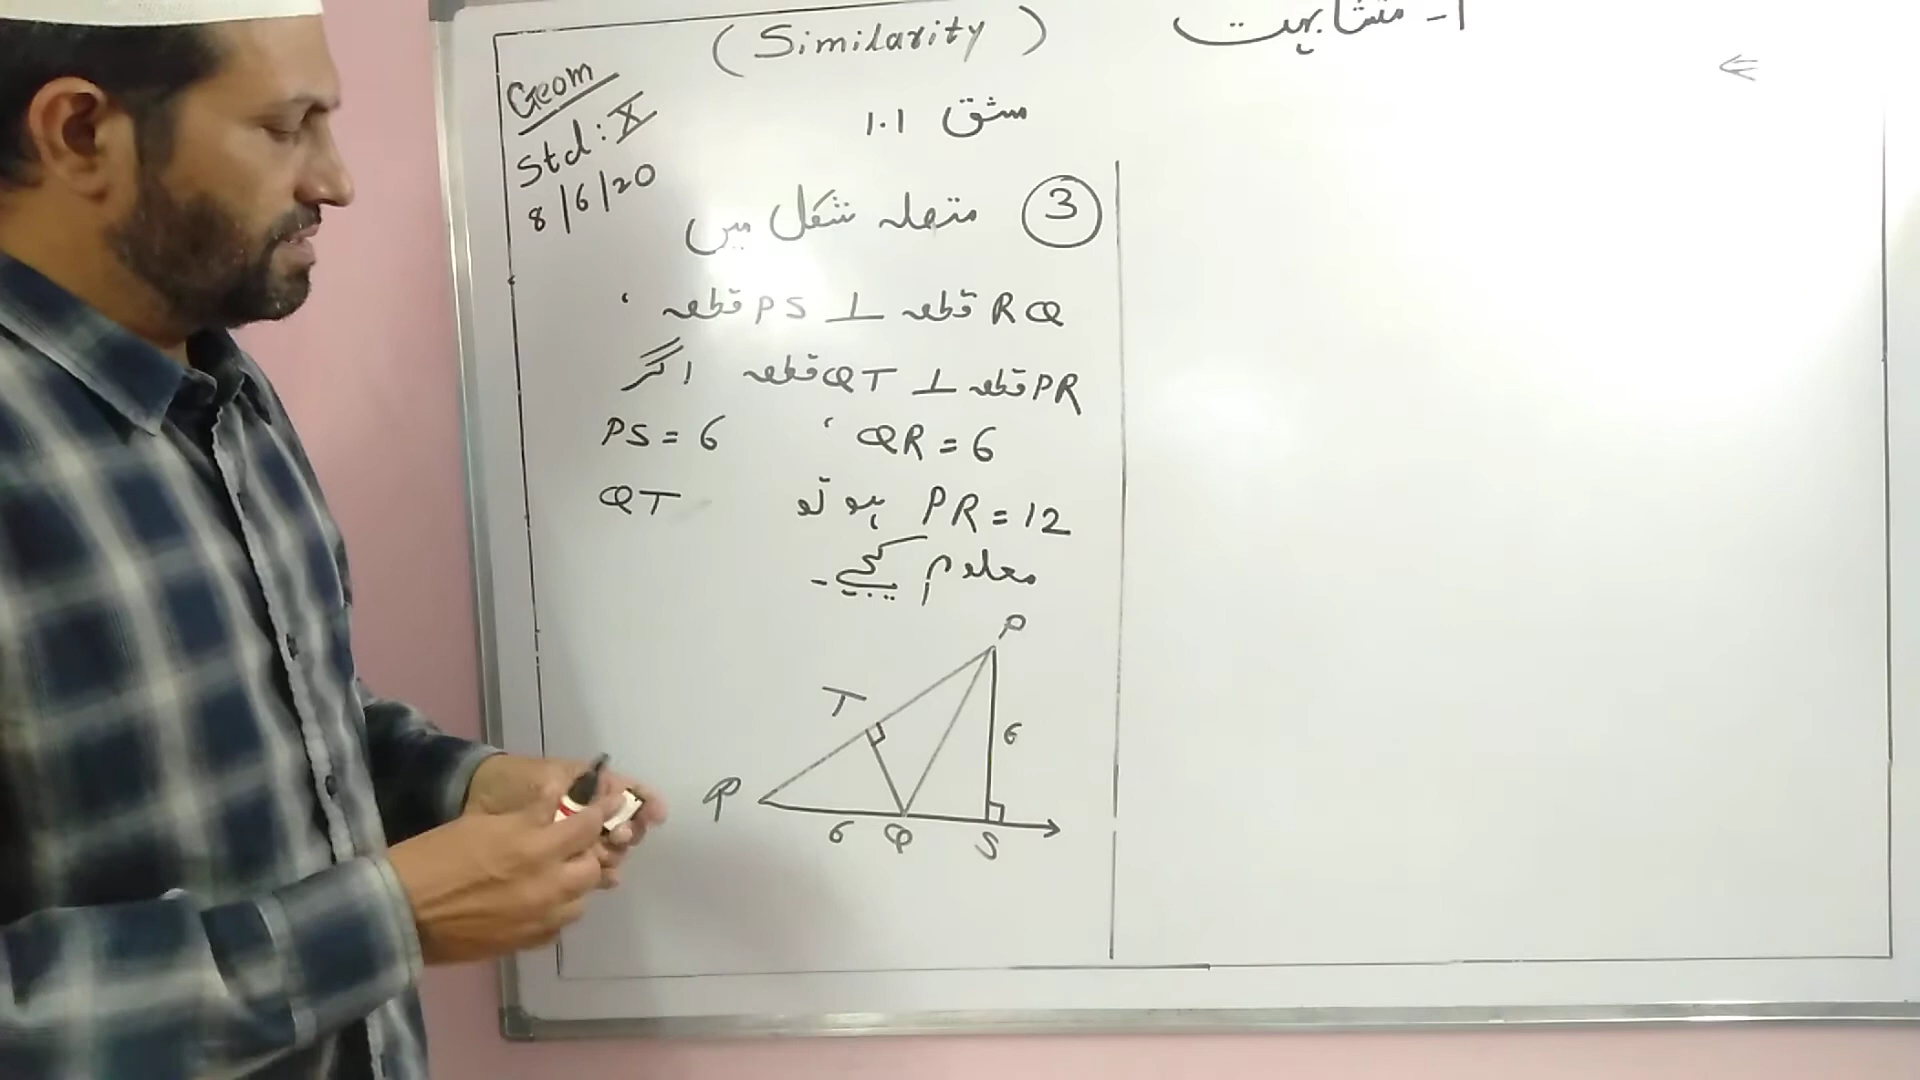 ۱۔ متشابہت
( Similarity )
Geom
Std: X
8/6/20
مشق ۱.۱
3 متصلہ شکل میں
RQ قطعہ ⊥ PS قطعہ ،
PR قطعہ ⊥ QT قطعہ اگر
QR = 6 ، PS = 6
PR = 12 ہو تو QT
معلوم کیجیے۔
P
T
6
6
Q
S